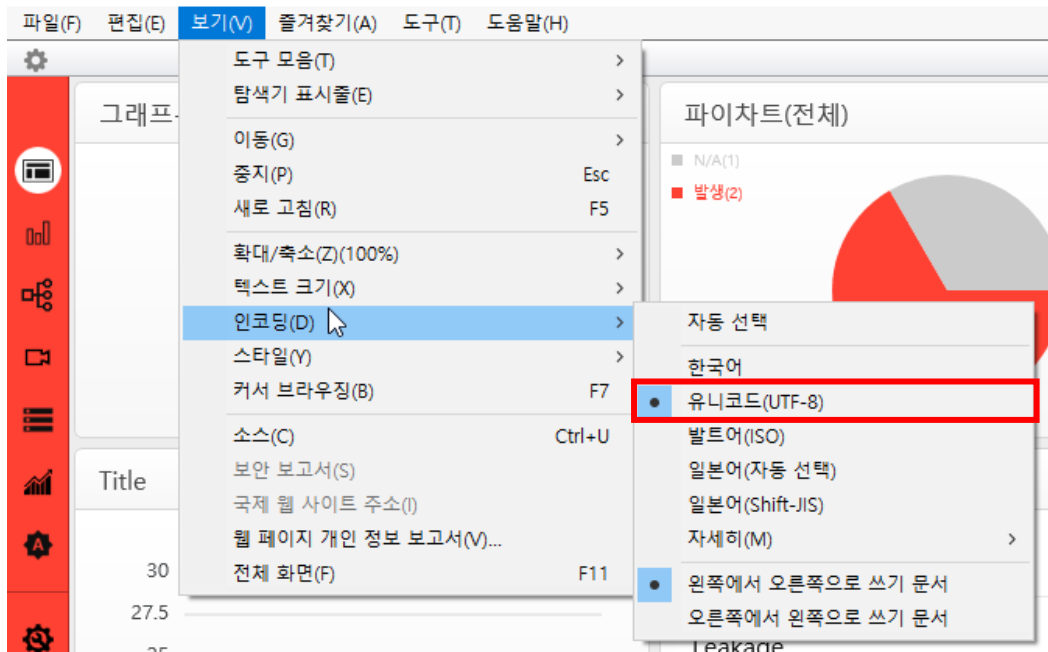 파일(F) 편집(E) 보기(V) 즐겨찾기(A) 도구(T) 도움말(H)
도구 모음(T)
탐색기 표시줄(E)
이동(G)
중지(P) Esc
새로 고침(R) F5
확대/축소(Z)(100%)
텍스트 크기(X)
인코딩(D)
스타일(Y)
커서 브라우징(B) F7
소스(C) Ctrl+U
보안 보고서(S)
국제 웹 사이트 주소(I)
웹 페이지 개인 정보 보고서(V)...
전체 화면(F) F11
자동 선택
한국어
유니코드(UTF-8)
발트어(ISO)
일본어(자동 선택)
일본어(Shift-JIS)
자세히(M)
왼쪽에서 오른쪽으로 쓰기 문서
오른쪽에서 왼쪽으로 쓰기 문서
그래프
파이차트(전체)
N/A(1)
발생(2)
Title
30
27.5
25
A
Leakage